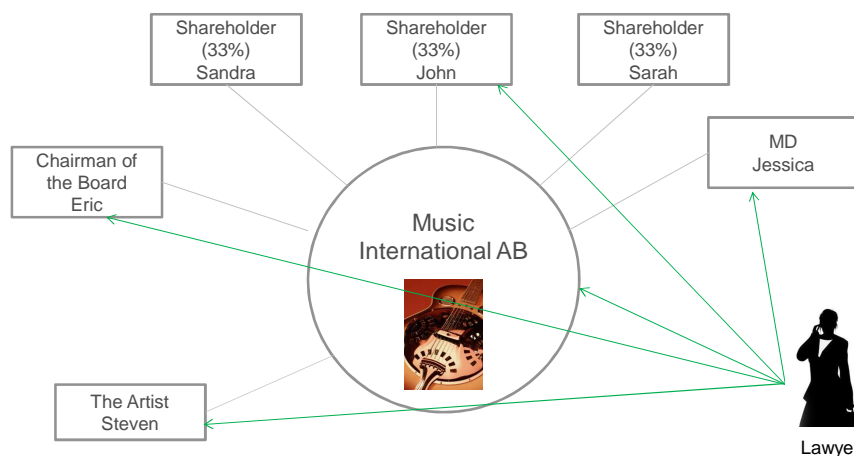 Shareholder
(33%)
Sandra
Shareholder
(33%)
John
Shareholder
(33%)
Sarah
MD
Jessica
Chairman of
the Board
Eric
Music
International AB
The Artist
Steven
Lawye